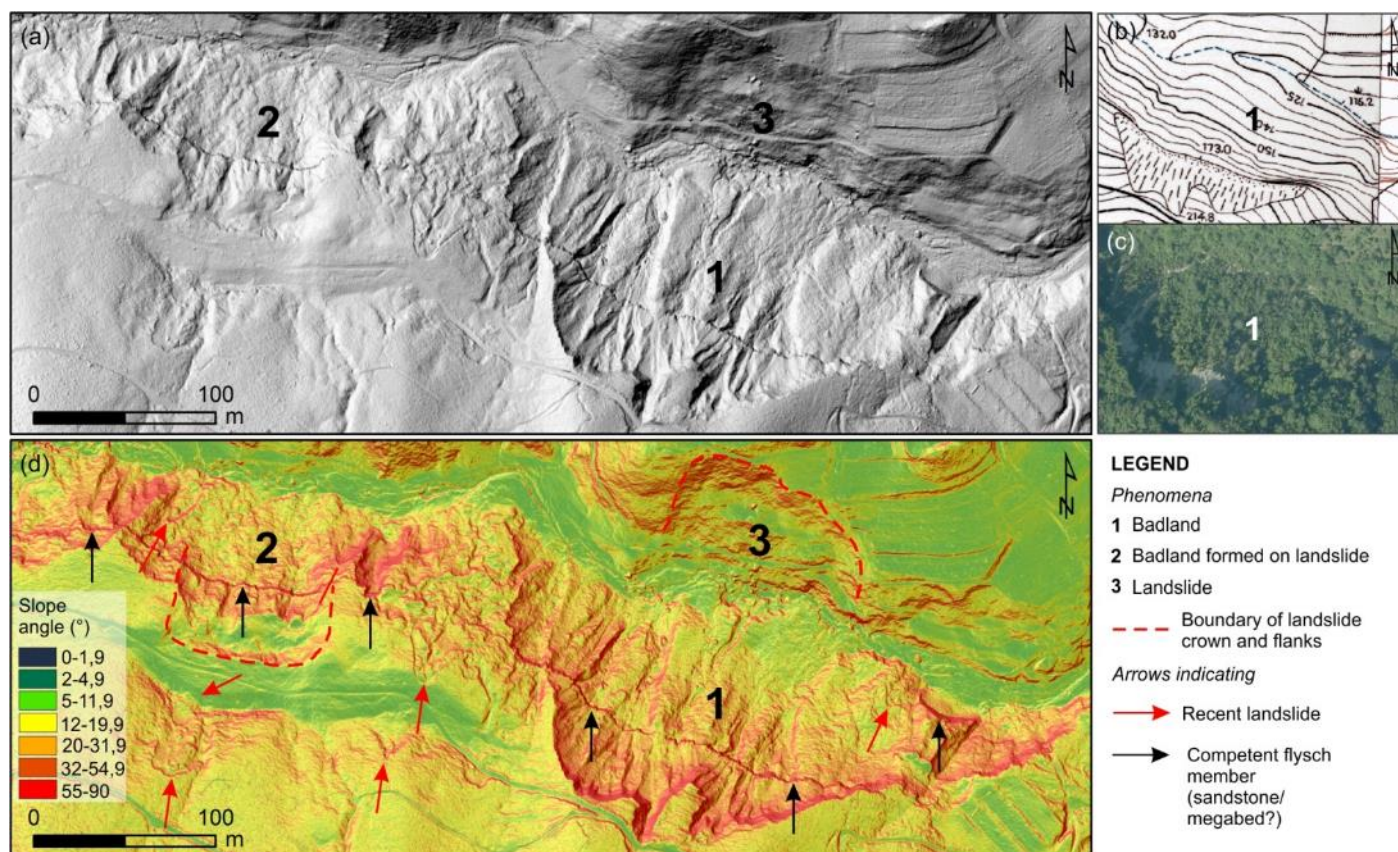 (a)
N
2
3
1
0
100
m
(b)
N
132.0
125
116.2
1
150
173.0
214.8
(c)
1
(d)
N
2
3
1
Slope
angle (°)
0-1,9
2-4,9
5-11,9
12-19,9
20-31,9
32-54,9
55-90
0
100
m
LEGEND
Phenomena
1 Badland
2 Badland formed on landslide
3 Landslide
Boundary of landslide
crown and flanks
Arrows indicating
Recent landslide
Competent flysch
member
(sandstone/
megabed?)